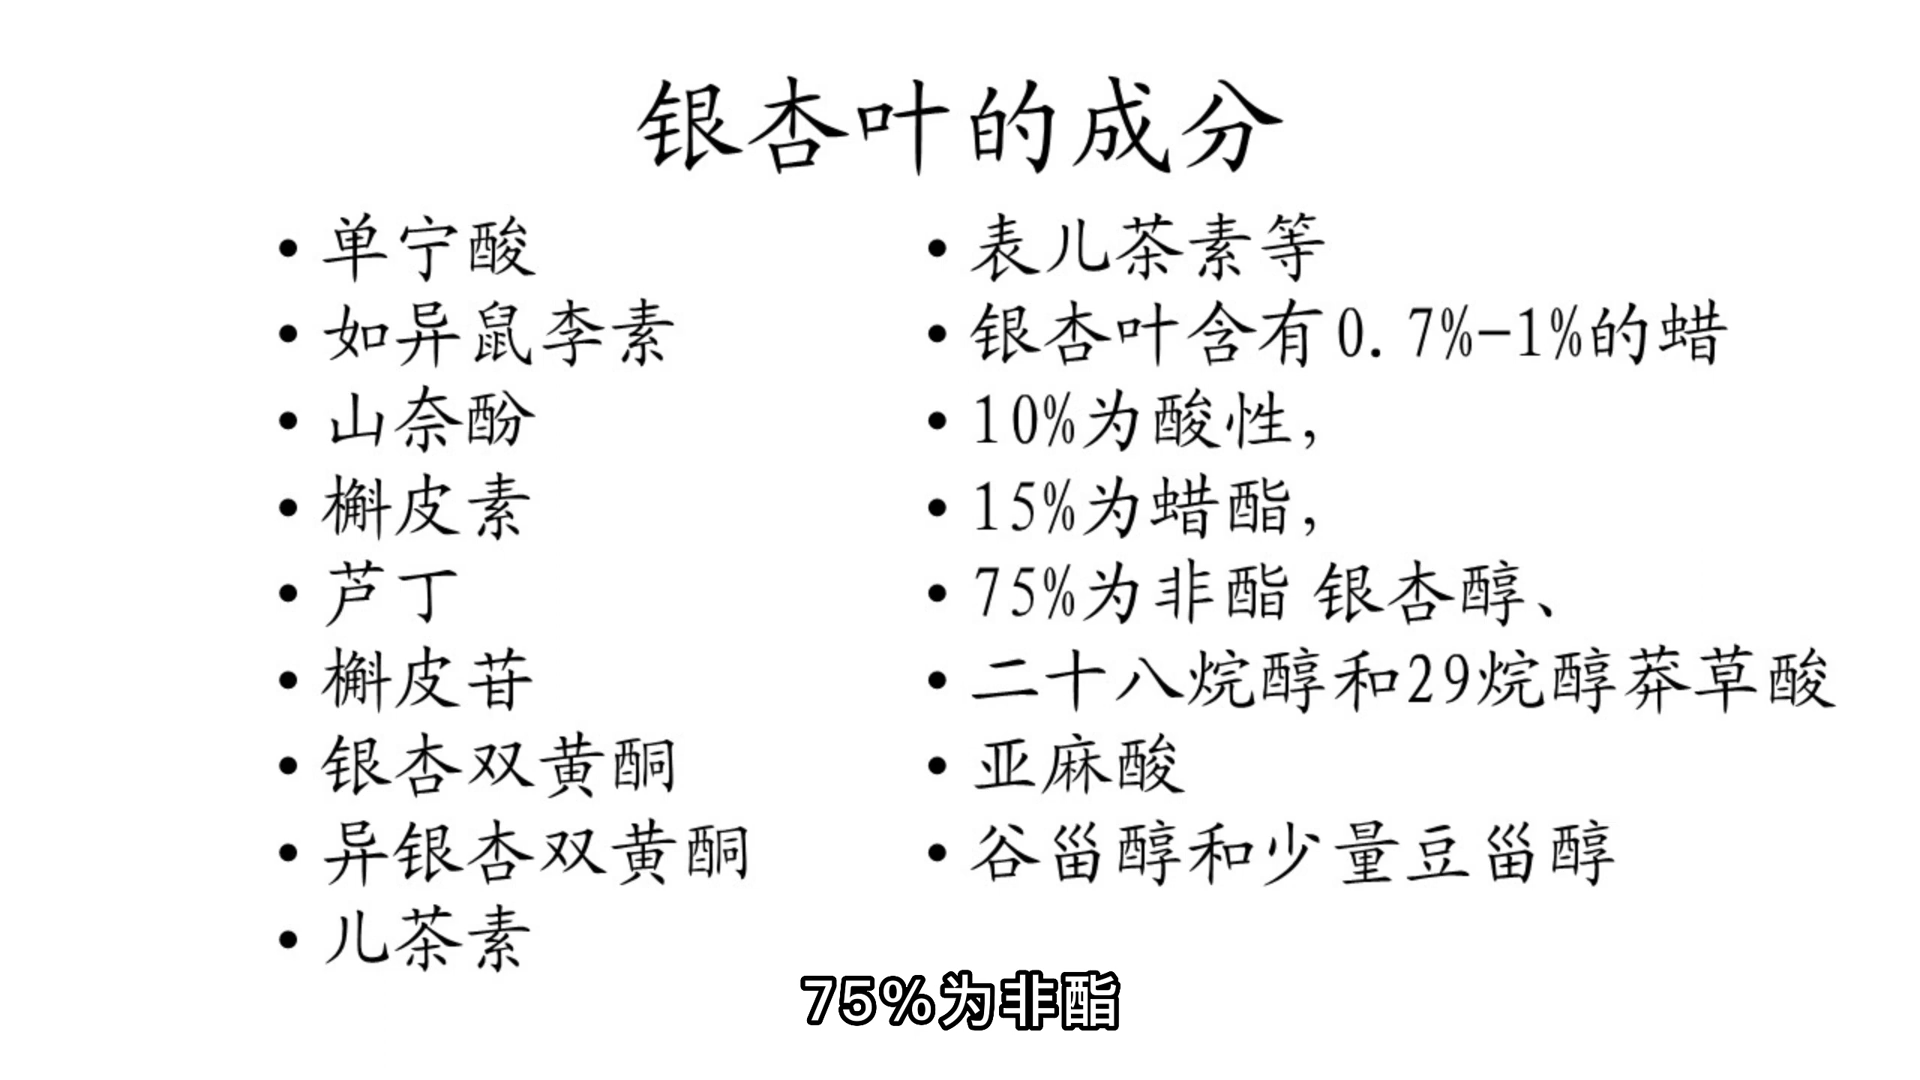 银杏叶的成分
• 单宁酸
• 如异鼠李素
• 山奈酚
• 槲皮素
• 芦丁
• 槲皮苷
• 银杏双黄酮
• 异银杏双黄酮
• 儿茶素
• 表儿茶素等
• 银杏叶含有0.7%-1%的蜡
• 10%为酸性，
• 15%为蜡酯，
• 75%为非酯 银杏醇、
• 二十八烷醇和29烷醇莽草酸
• 亚麻酸
• 谷甾醇和少量豆甾醇
75%为非酯